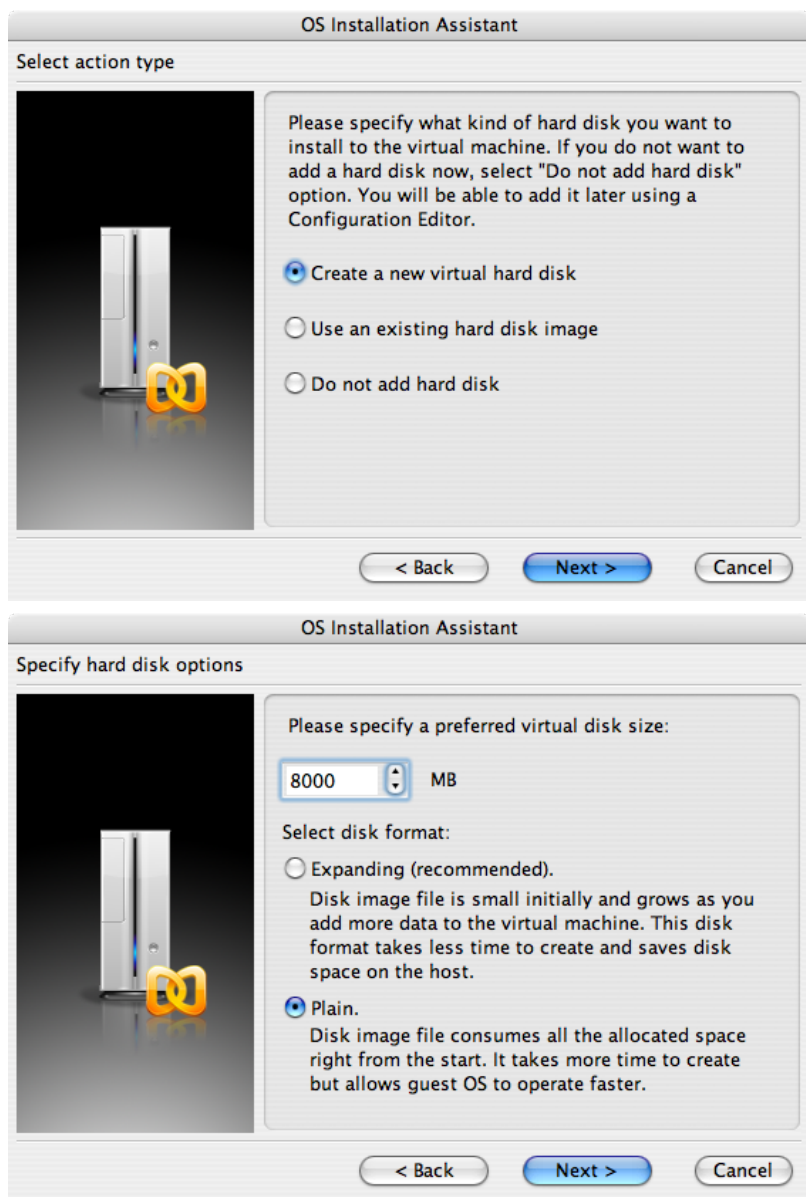 OS Installation Assistant
Select action type
Please specify what kind of hard disk you want to
install to the virtual machine. If you do not want to
add a hard disk now, select "Do not add hard disk"
option. You will be able to add it later using a
Configuration Editor.
Create a new virtual hard disk
Use an existing hard disk image
Do not add hard disk
< Back Next > Cancel
OS Installation Assistant
Specify hard disk options
Please specify a preferred virtual disk size:
8000 MB
Select disk format:
Expanding (recommended).
Disk image file is small initially and grows as you
add more data to the virtual machine. This disk
format takes less time to create and saves disk
space on the host.
Plain.
Disk image file consumes all the allocated space
right from the start. It takes more time to create
but allows guest OS to operate faster.
< Back Next > Cancel